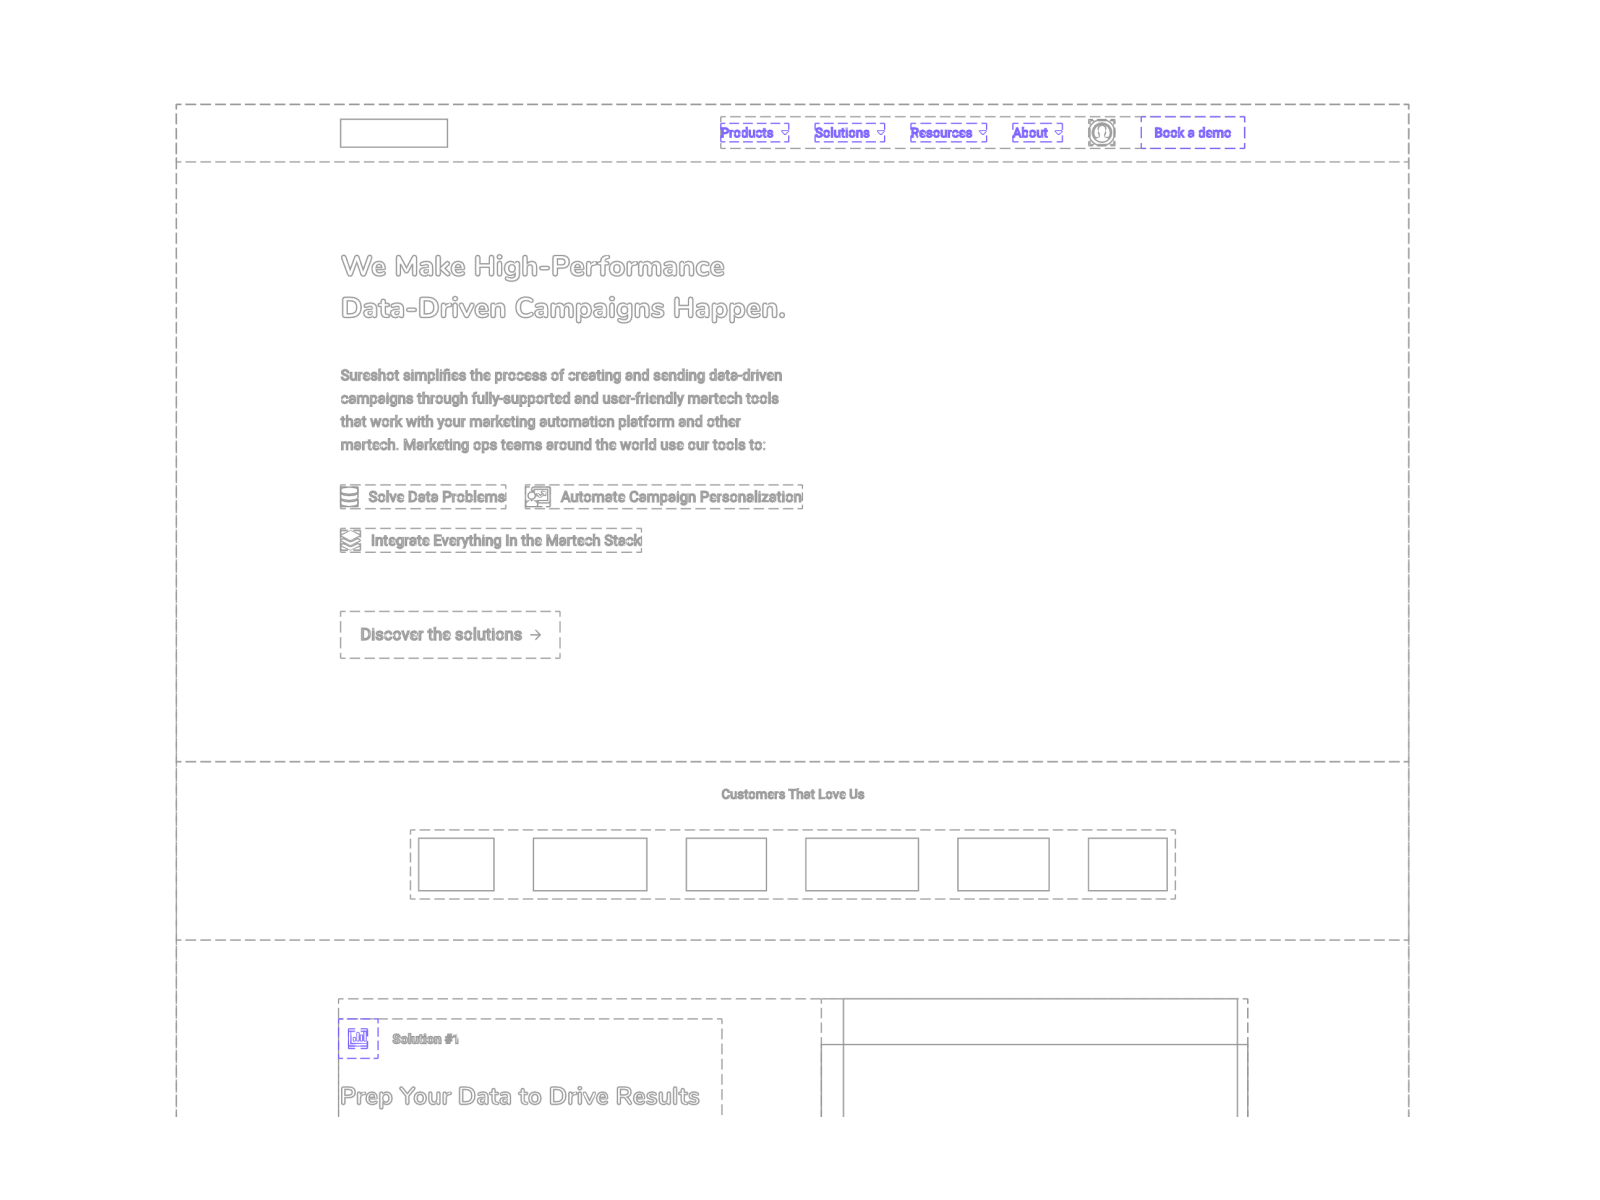 Products
Solutions
Resources
About
Book a demo
We Make High-Performance
Data-Driven Campaigns Happen.
Sureshot simplifies the process of creating and sending data-driven
campaigns through fully-supported and user-friendly martech tools
that work with your marketing automation platform and other
martech. Marketing ops teams around the world use our tools to:
Solve Data Problems
Automate Campaign Personalization
Integrate Everything in the Martech Stack
Discover the solutions →
Customers That Love Us
Solution #1
Prep Your Data to Drive Results